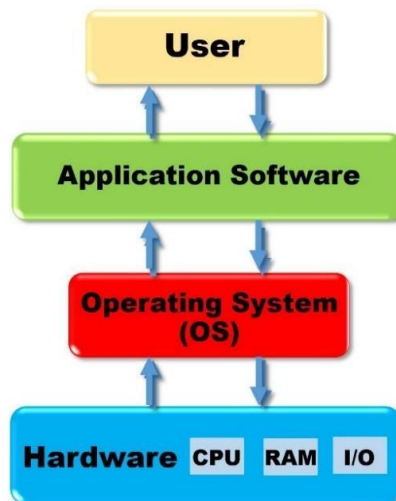 User
Application Software
Operating System
(OS)
Hardware CPU RAM I/O